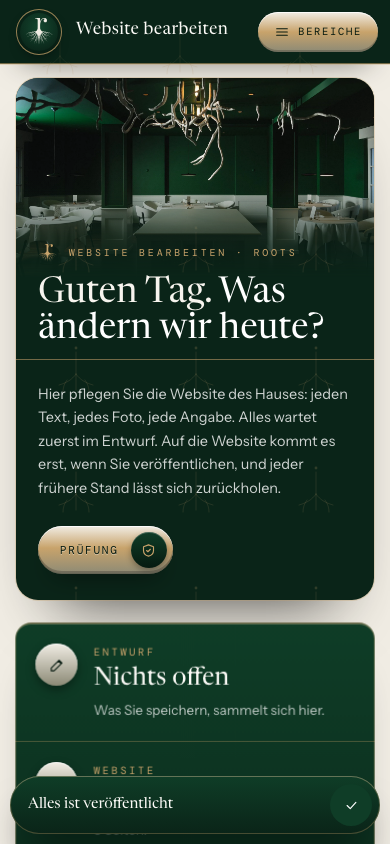 r
Website bearbeiten
BEREICHE
r
WEBSITE BEARBEITEN · ROOTS
Guten Tag. Was
ändern wir heute?
Hier pflegen Sie die Website des Hauses: jeden
Text, jedes Foto, jede Angabe. Alles wartet
zuerst im Entwurf. Auf die Website kommt es
erst, wenn Sie veröffentlichen, und jeder
frühere Stand lässt sich zurückholen.
PRÜFUNG
ENTWURF
Nichts offen
Was Sie speichern, sammelt sich hier.
WEBSITE
Alles ist veröffentlicht